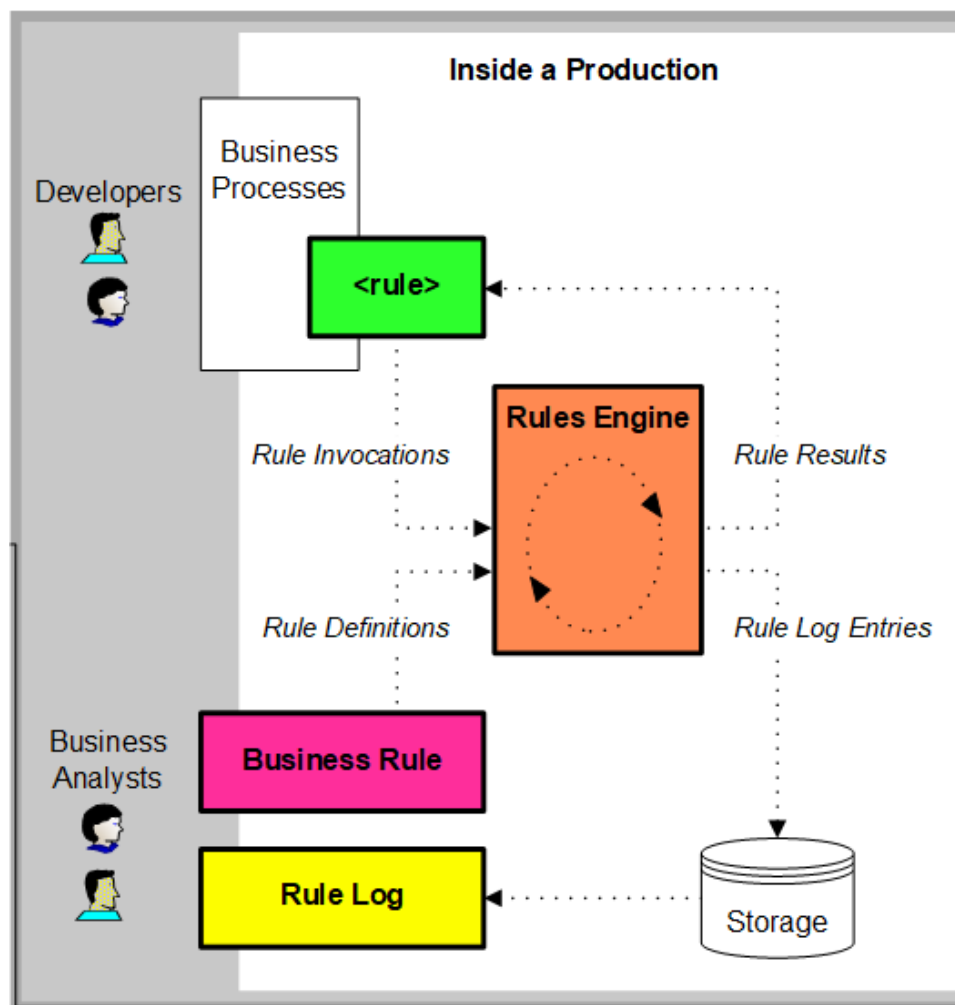 Inside a Production
Business
Processes
Developers
<rule>
Rules Engine
Rule Invocations
Rule Results
Rule Definitions
Rule Log Entries
Business
Analysts
Business Rule
Rule Log
Storage